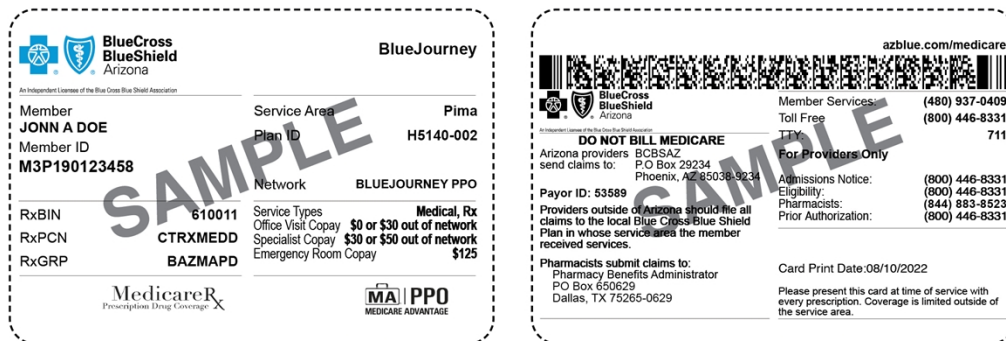 BlueCross
BlueShield
Arizona
BlueJourney
An Independent Licensee of the Blue Cross Blue Shield Association
Member
JONN A DOE
Member ID
M3P190123458
Service Area Pima
Plan ID H5140-002
Network BLUEJOURNEY PPO
SAMPLE
RxBIN 610011
RxPCN CTRXMEDD
RxGRP BAZMAPD
Service Types Medical, Rx
Office Visit Copay $0 or $30 out of network
Specialist Copay $30 or $50 out of network
Emergency Room Copay $125
MedicareRx
Prescription Drug Coverage
MA PPO
MEDICARE ADVANTAGE
azblue.com/medicare
BlueCross
BlueShield
Arizona
An Independent Licensee of the Blue Cross Blue Shield Association
DO NOT BILL MEDICARE
Arizona providers BCBSAZ
send claims to: P.O Box 29234
Phoenix, AZ 85038-9234
Payor ID: 53589
Providers outside of Arizona should file all
claims to the local Blue Cross Blue Shield
Plan in whose service area the member
received services.
Pharmacists submit claims to:
Pharmacy Benefits Administrator
PO Box 650629
Dallas, TX 75265-0629
SAMPLE
Member Services: (480) 937-0409
Toll Free (800) 446-8331
TTY: 711
For Providers Only
Admissions Notice: (800) 446-8331
Eligibility: (800) 446-8331
Pharmacists: (844) 883-8523
Prior Authorization: (800) 446-8331
Card Print Date:08/10/2022
Please present this card at time of service with
every prescription. Coverage is limited outside of
the service area.